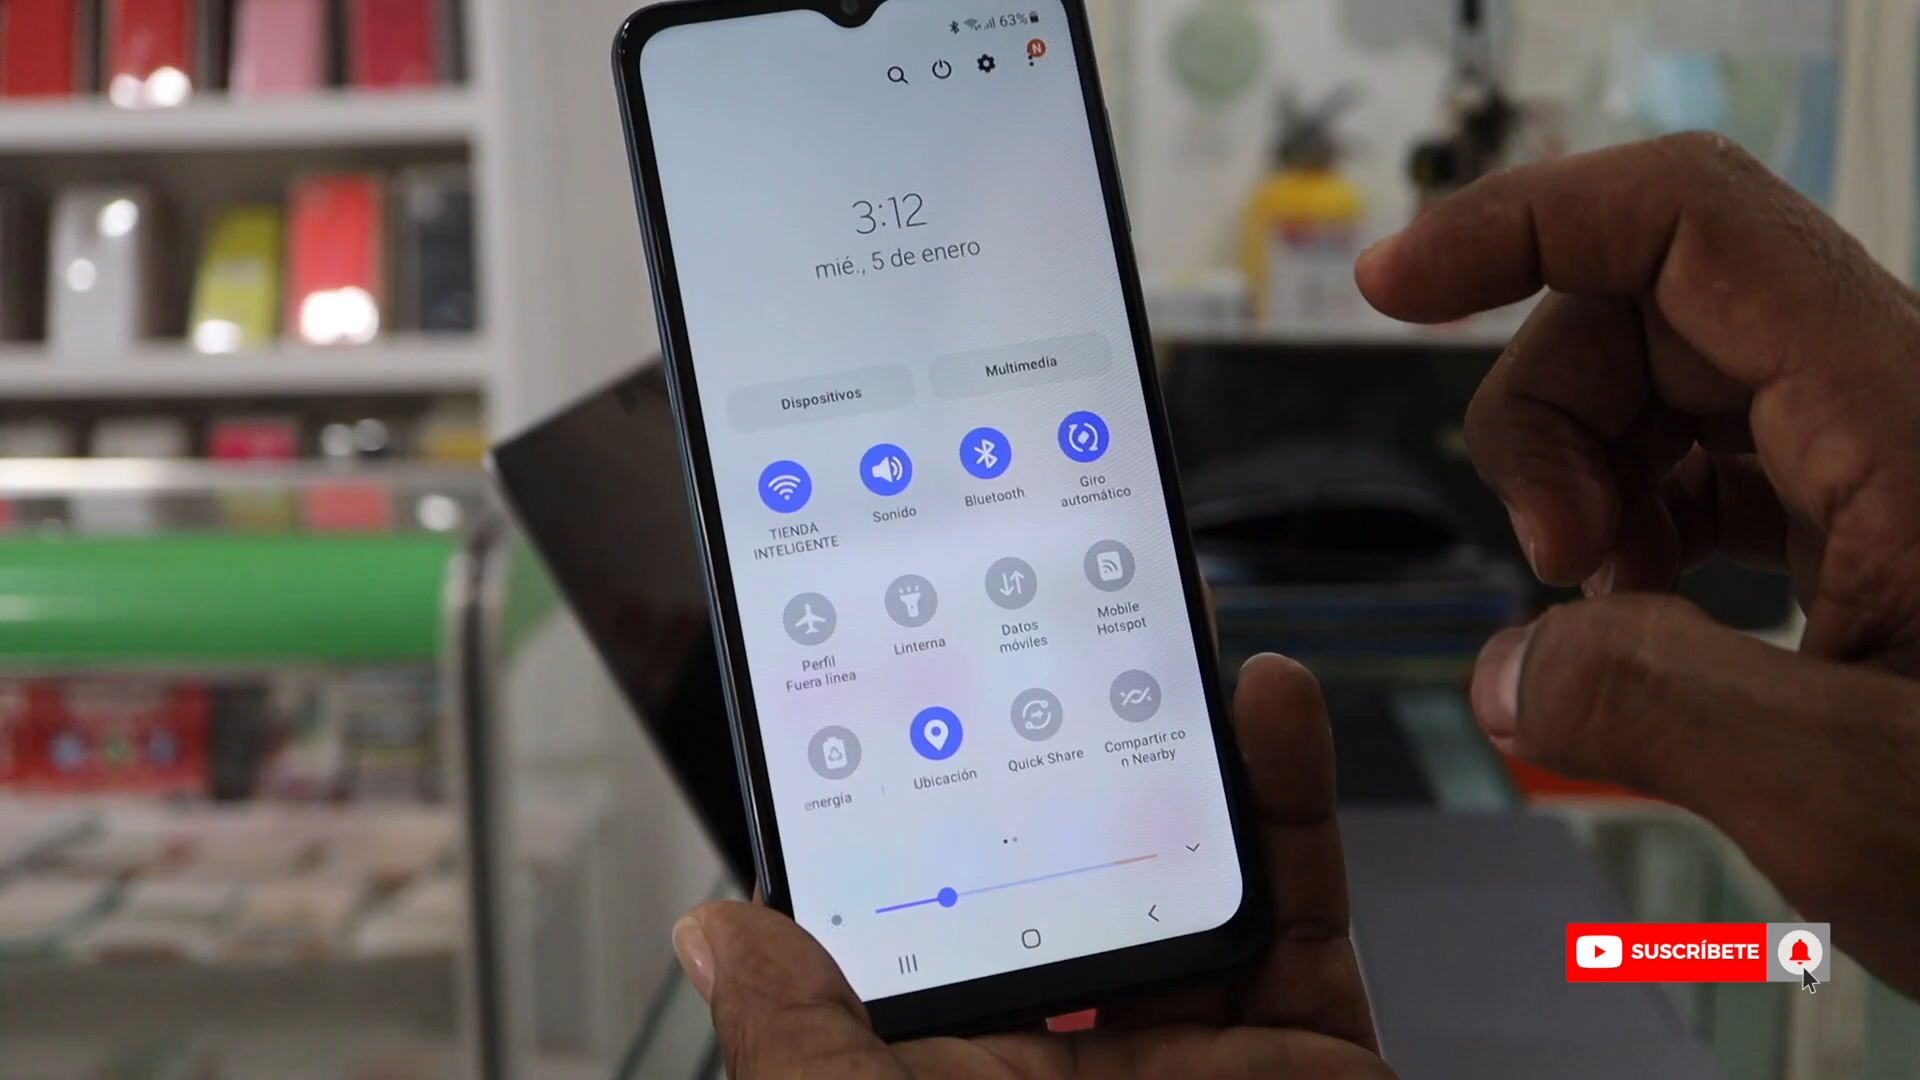 63%
N
3:12
mié., 5 de enero
Dispositivos
Multimedia
TIENDA
INTELIGENTE
Sonido
Bluetooth
Giro
automático
Perfil
Fuera línea
Linterna
Datos
móviles
Mobile
Hotspot
energía
Ubicación
Quick Share
Compartir co
n Nearby
SUSCRÍBETE